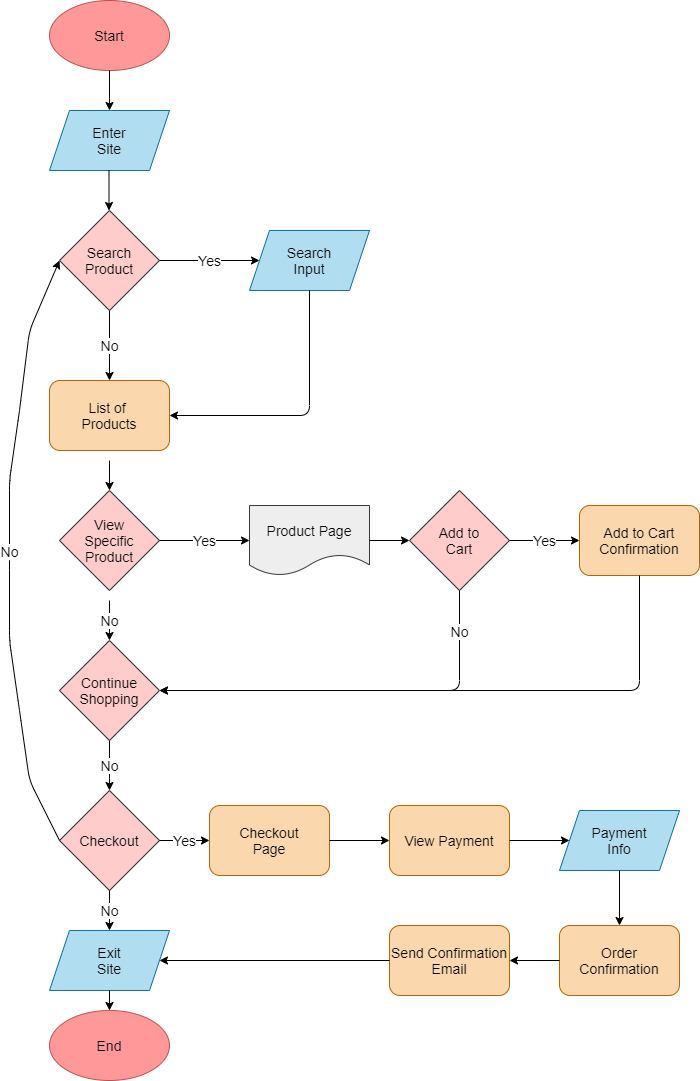 Start
Enter
Site
Search
Product
Yes
Search
Input
No
List of
Products
View
Specific
Product
Yes
Product Page
Add to
Cart
Yes
Add to Cart
Confirmation
No
No
No
Continue
Shopping
No
Checkout
Yes
Checkout
Page
View Payment
Payment
Info
No
Exit
Site
Send Confirmation
Email
Order
Confirmation
End